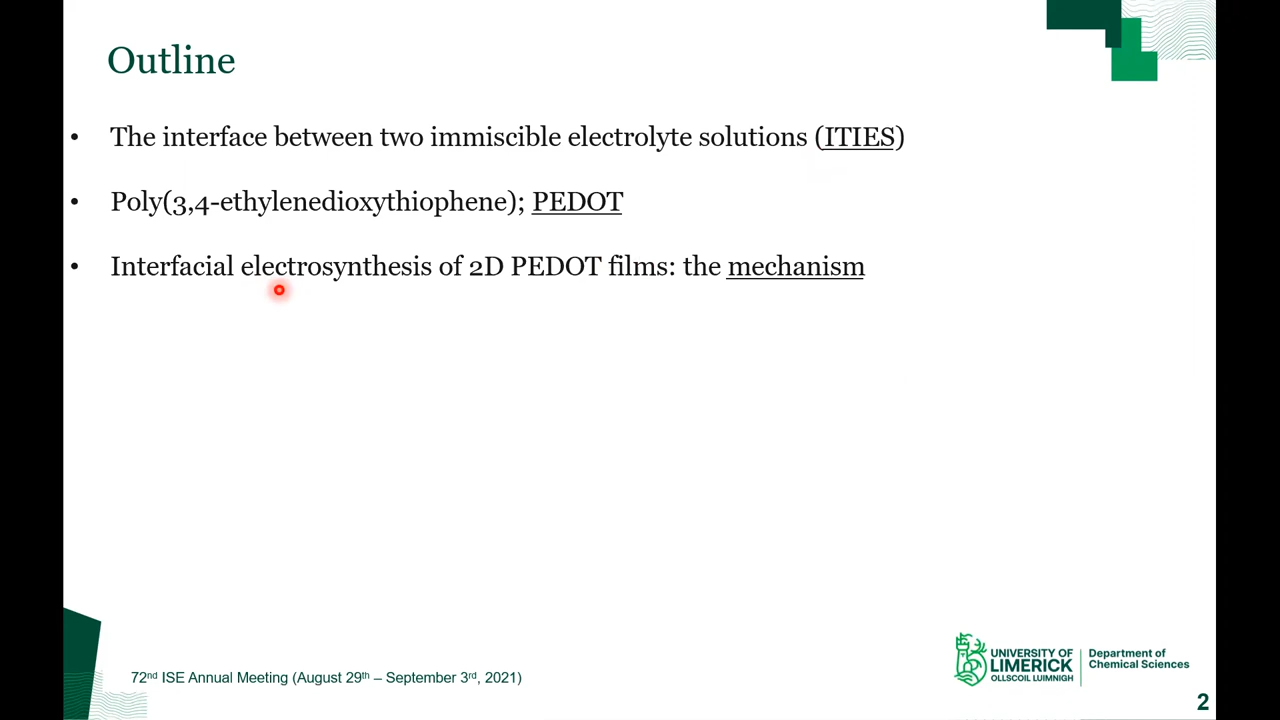 Outline
• The interface between two immiscible electrolyte solutions (ITIES)
• Poly(3,4-ethylenedioxythiophene); PEDOT
• Interfacial electrosynthesis of 2D PEDOT films: the mechanism
72nd ISE Annual Meeting (August 29th – September 3rd, 2021)
UNIVERSITY OF
LIMERICK
OLLSCOIL LUIMNIGH
Department of
Chemical Sciences
2